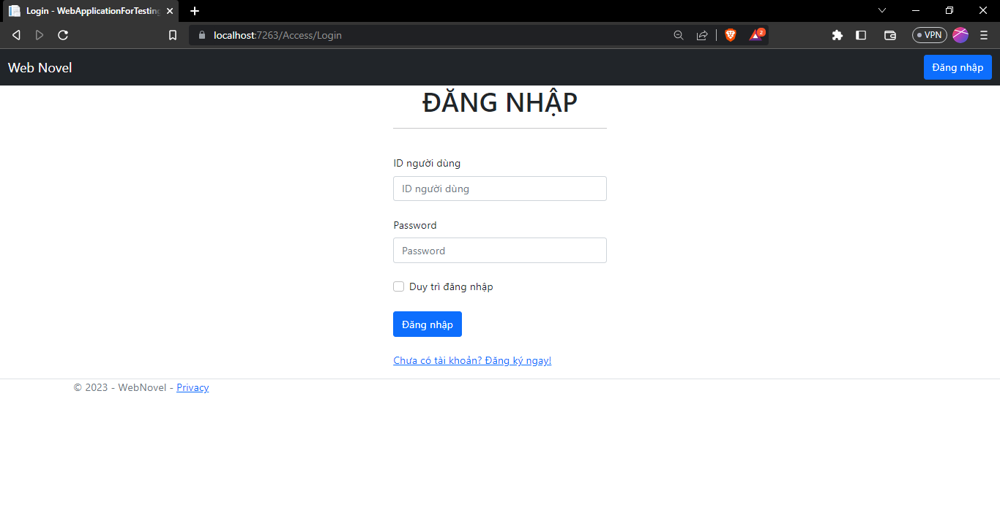 Login - WebApplicationForTesting
localhost:7263/Access/Login
2
VPN
Web Novel
Đăng nhập
ĐĂNG NHẬP
ID người dùng
ID người dùng
Password
Password
Duy trì đăng nhập
Đăng nhập
Chưa có tài khoản? Đăng ký ngay!
© 2023 - WebNovel - Privacy